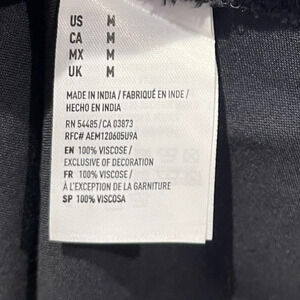 US M
CA M
MX M
UK M
MADE IN INDIA / FABRIQUÉ EN INDE /
HECHO EN INDIA
RN 54485/CA 03873
RFC# AEM120605U9A
EN 100% VISCOSE/
EXCLUSIVE OF DECORATION
FR 100% VISCOSE/
À L'EXCEPTION DE LA GARNITURE
SP 100% VISCOSA